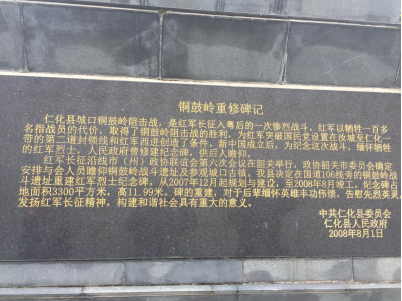 铜鼓岭重修碑记
仁化县城口铜鼓岭阻击战，是红军长征入粤后的一次惨烈战斗。红军以牺牲一百多
名指战员的代价，取得了铜鼓岭阻击战的胜利，为红军突破国民党设置在汝城至仁化一
带的第二道封锁线和红军西进创造了条件。新中国成立后，为纪念这次战斗，缅怀牺牲
的红军烈士，人民政府曾修建纪念碑，供后人瞻仰。
红军长征沿线市（州）政协联谊会第六次会议在韶关举行，政协韶关市委员会确定
安排与会人员瞻仰铜鼓岭战斗遗址及参观城口古镇，我县决定在国道106线旁的铜鼓岭战
斗遗址重建红军烈士纪念碑，从2007年12月起规划与建设，至2008年8月竣工，纪念碑占
地面积3300平方米，高11.99米。碑的重建，对于后辈缅怀英雄丰功伟绩，告慰先烈英灵，
发扬红军长征精神，构建和谐社会具有重大的意义。
中共仁化县委员会
仁化县人民政府
2008年8月1日